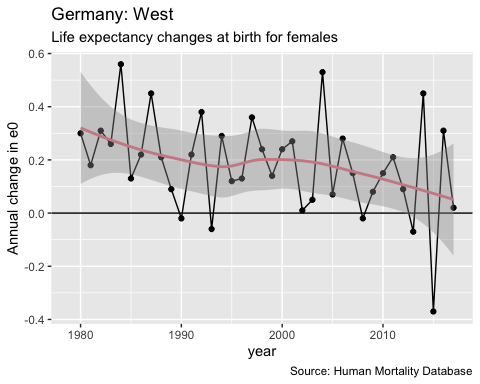 Germany: West
Life expectancy changes at birth for females
Annual change in e0
0.6
0.4
0.2
0.0
-0.2
-0.4
1980 1990 2000 2010
year
Source: Human Mortality Database